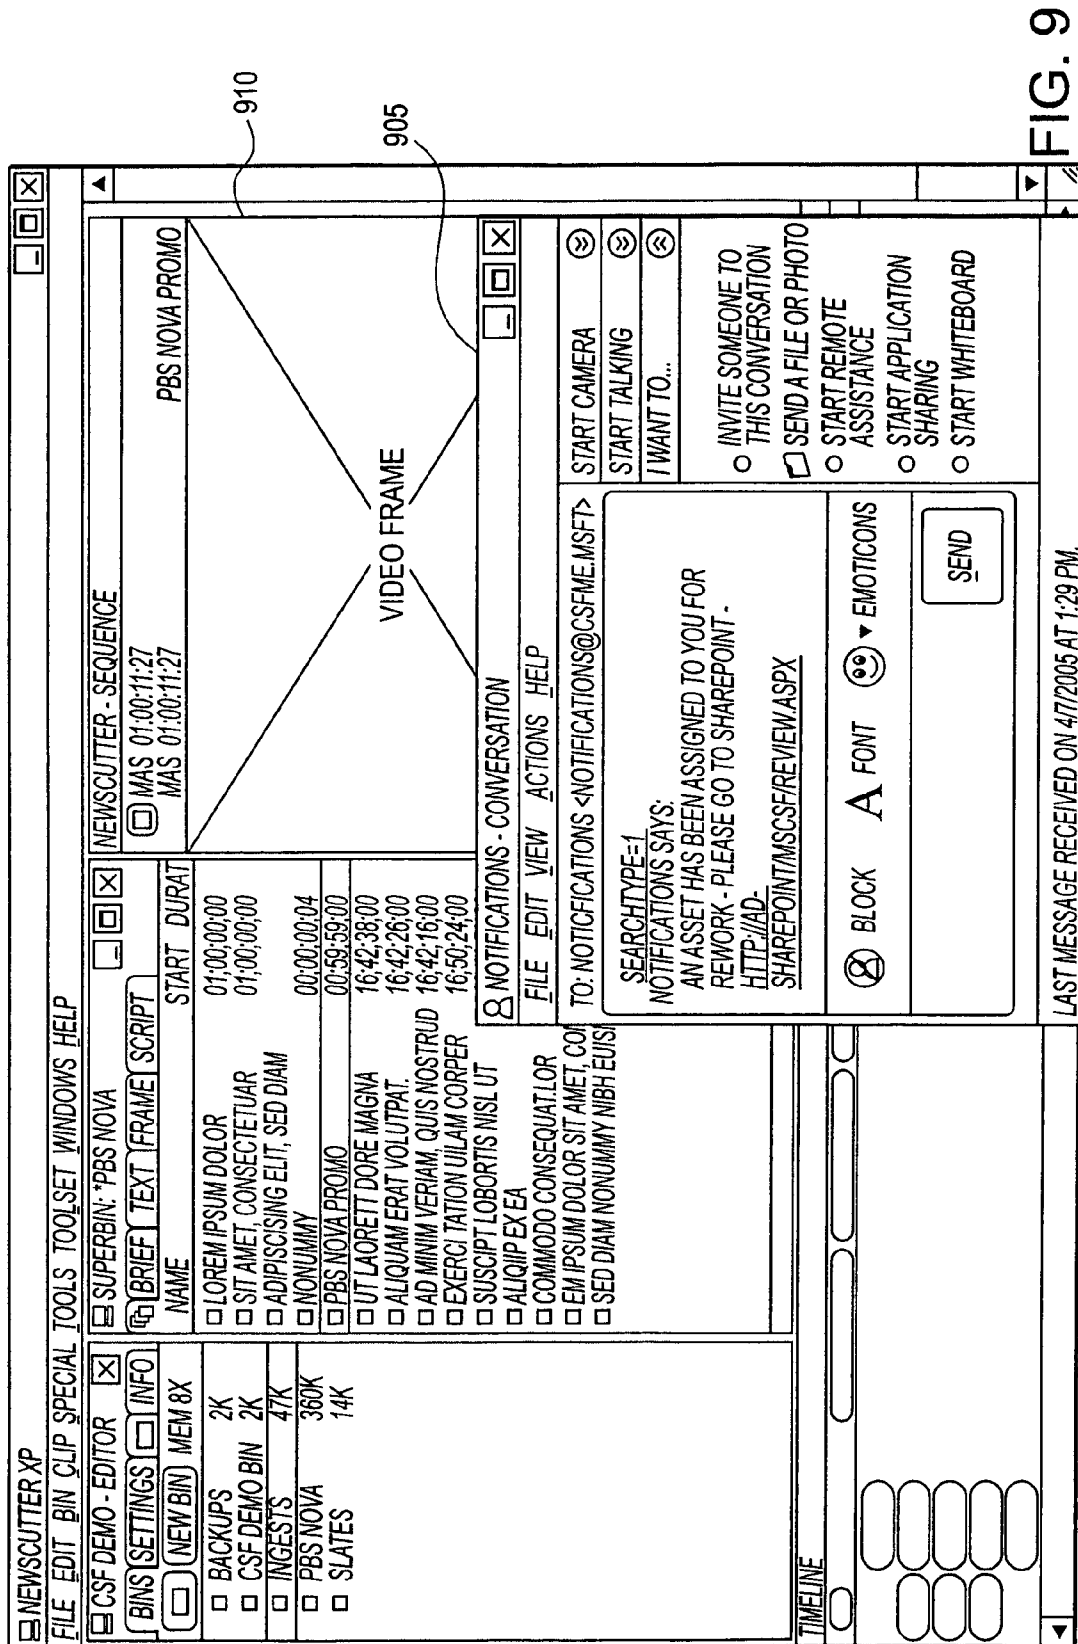 NEWSCUTTER XP
FILE EDIT BIN CLIP SPECIAL TOOLS TOOLSET WINDOWS HELP
CSF DEMO - EDITOR
BINS SETTINGS INFO
NEW BIN MEM 8X
BACKUPS 2K
CSF DEMO BIN 2K
INGESTS 47K
PBS NOVA 360K
SLATES 14K
SUPERBIN: *PBS NOVA
BRIEF TEXT FRAME SCRIPT
NAME START DURAT
LOREM IPSUM DOLOR 01;00;00;00
SIT AMET, CONSECTETUAR 01;00;00;00
ADIPISCISING ELIT, SED DIAM
NONUMMY 00;00;00;04
PBS NOVA PROMO 00:59:59:00
UT LAORETT DORE MAGNA 16;42;38;00
ALIQUAM ERAT VOLUTPAT. 16;42;26;00
AD MINIM VERIAM, QUIS NOSTRUD 16;42;16;00
EXERCI TATION UILAM CORPER 16;50;24;00
SUSCIPT LOBORTIS NISL UT
ALIQIP EX EA
COMMODO CONSEQUAT.LOR
EM IPSUM DOLOR SIT AMET, CON
SED DIAM NONUMMY NIBH EUISI
NEWSCUTTER - SEQUENCE
MAS 01:00:11:27
MAS 01:00:11:27 PBS NOVA PROMO
VIDEO FRAME
910
905
NOTIFICATIONS - CONVERSATION
FILE EDIT VIEW ACTIONS HELP
TO: NOTICFICATIONS <NOTIFICATIONS@CSFME.MSFT>
SEARCHTYPE=1
NOTIFICATIONS SAYS:
AN ASSET HAS BEEN ASSIGNED TO YOU FOR
REWORK - PLEASE GO TO SHAREPOINT -
HTTP://AD-
SHAREPOINT/MSCSF/REVIEW.ASPX
BLOCK A FONT EMOTICONS
SEND
START CAMERA
START TALKING
I WANT TO...
INVITE SOMEONE TO
THIS CONVERSATION
SEND A FILE OR PHOTO
START REMOTE
ASSISTANCE
START APPLICATION
SHARING
START WHITEBOARD
LAST MESSAGE RECEIVED ON 4/7/2005 AT 1:29 PM.
TIMELINE
FIG. 9